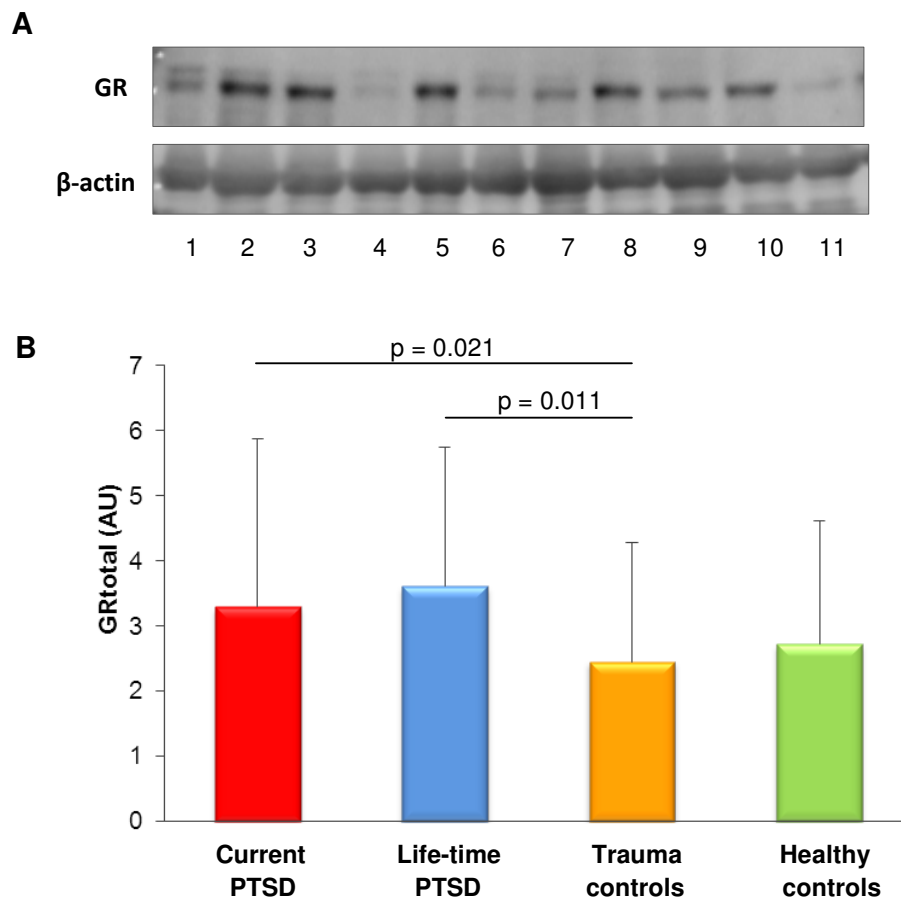 A
GR
β-actin
1 2 3 4 5 6 7 8 9 10 11
B
p = 0.021
p = 0.011
7
6
5
4
3
2
1
0
GRtotal (AU)
Current PTSD
Life-time PTSD
Trauma controls
Healthy controls